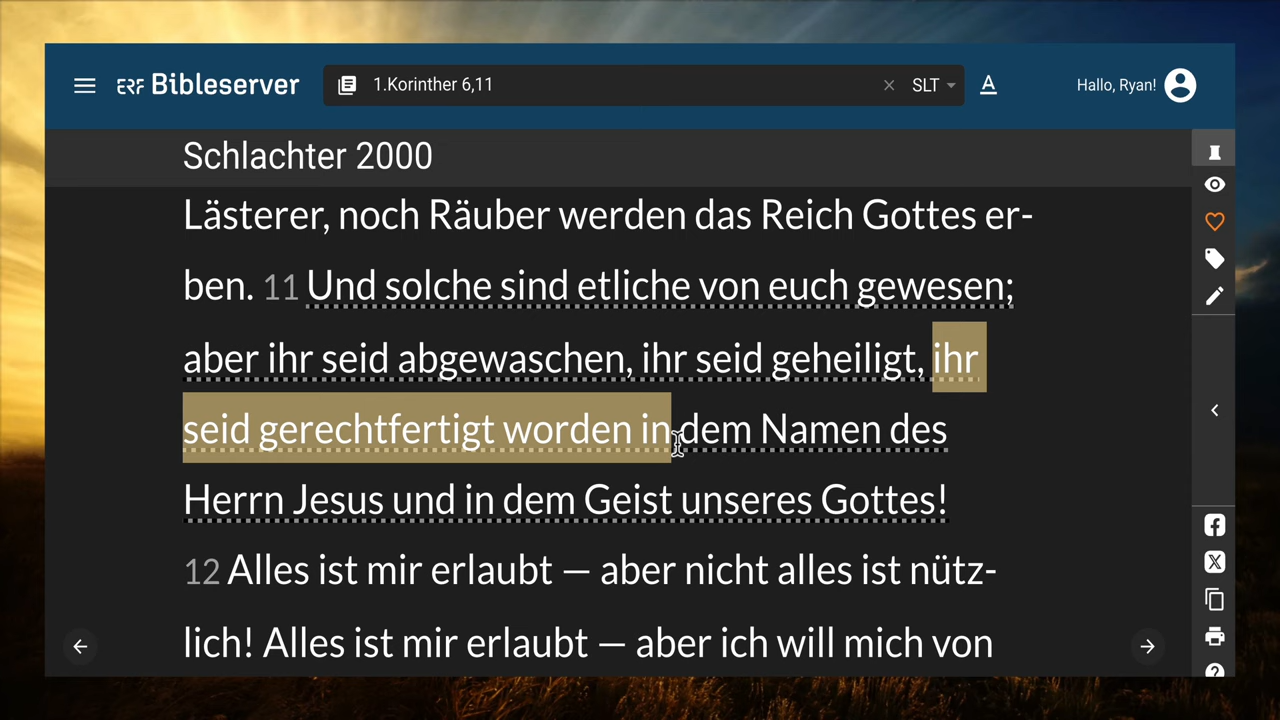 ERF Bibleserver
1.Korinther 6,11
SLT
A
Hallo, Ryan!
Schlachter 2000
Lästerer, noch Räuber werden das Reich Gottes er-
ben. 11 Und solche sind etliche von euch gewesen;
aber ihr seid abgewaschen, ihr seid geheiligt, ihr
seid gerechtfertigt worden in dem Namen des
Herrn Jesus und in dem Geist unseres Gottes!
12 Alles ist mir erlaubt — aber nicht alles ist nütz-
lich! Alles ist mir erlaubt — aber ich will mich von